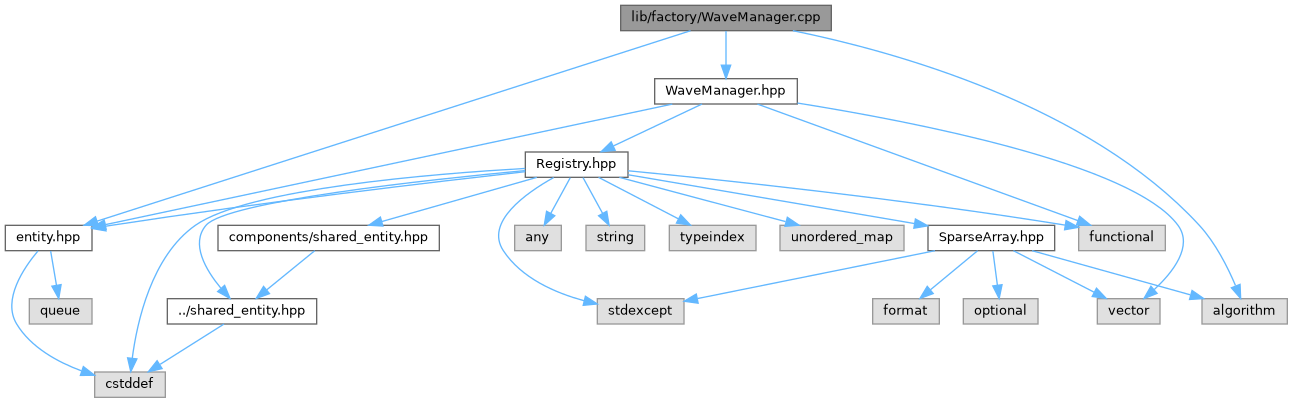 lib/factory/WaveManager.cpp
WaveManager.hpp
Registry.hpp
entity.hpp
components/shared_entity.hpp
any
string
typeindex
unordered_map
SparseArray.hpp
functional
queue
../shared_entity.hpp
stdexcept
format
optional
vector
algorithm
cstddef